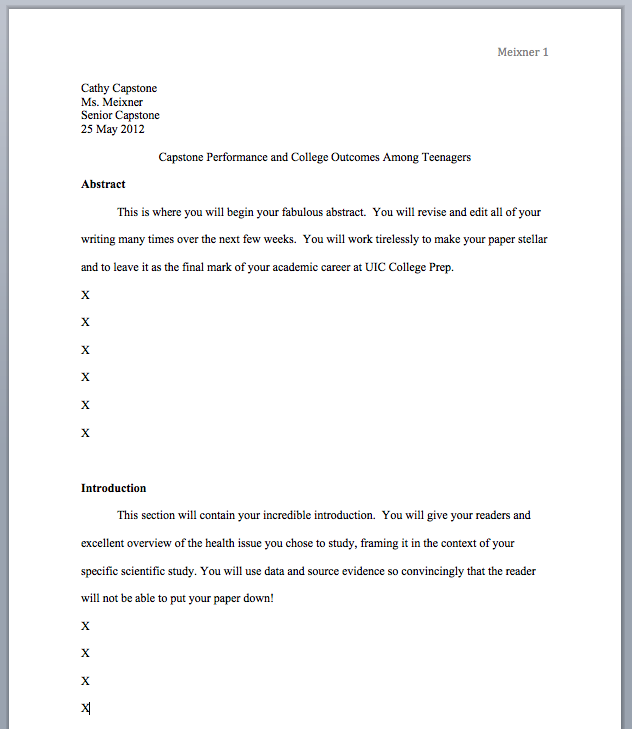 Meixner 1
Cathy Capstone
Ms. Meixner
Senior Capstone
25 May 2012
Capstone Performance and College Outcomes Among Teenagers
Abstract
This is where you will begin your fabulous abstract.  You will revise and edit all of your
writing many times over the next few weeks.  You will work tirelessly to make your paper stellar
and to leave it as the final mark of your academic career at UIC College Prep.
X
X
X
X
X
X
Introduction
This section will contain your incredible introduction.  You will give your readers and
excellent overview of the health issue you chose to study, framing it in the context of your
specific scientific study. You will use data and source evidence so convincingly that the reader
will not be able to put your paper down!
X
X
X
X